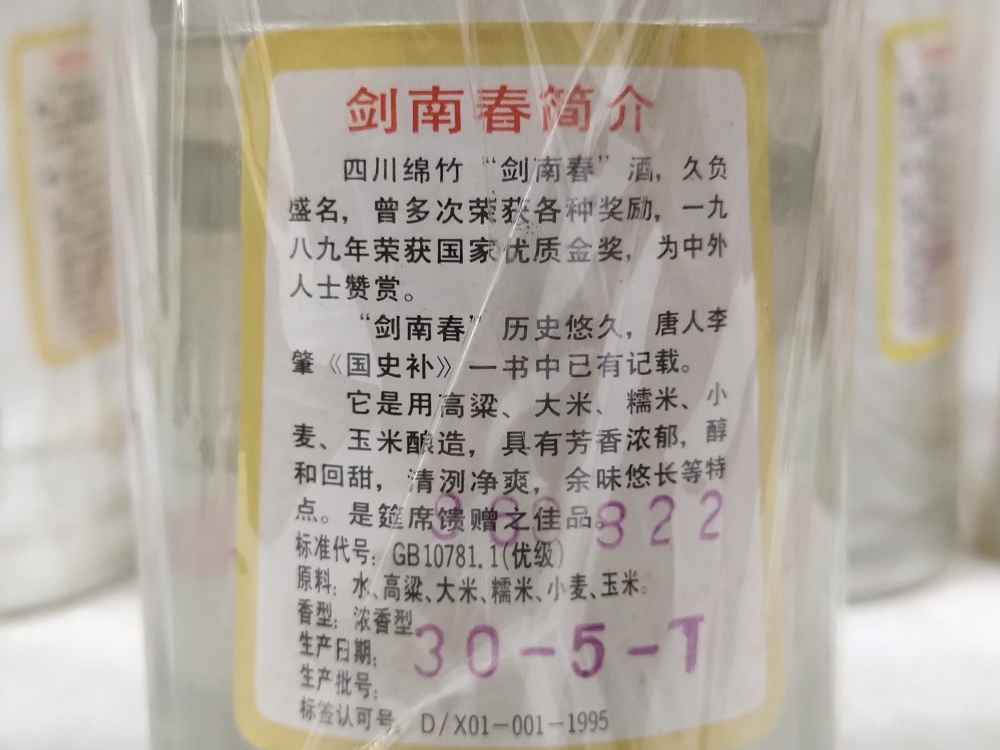 剑南春简介
四川绵竹“剑南春”酒，久负
盛名，曾多次荣获各种奖励，一九
八九年荣获国家优质金奖，为中外
人士赞赏。
“剑南春”历史悠久，唐人李
肇《国史补》一书中已有记载。
它是用高粱、大米、糯米、小
麦、玉米酿造，具有芳香浓郁，醇
和回甜，清洌净爽，余味悠长等特
点。是筵席馈赠之佳品。
822
标准代号：GB10781.1(优级)
原料：水、高粱、大米、糯米、小麦、玉米。
香型：浓香型。
生产日期：
30-5-T
生产批号：
标签认可号：D/X01-001-1995